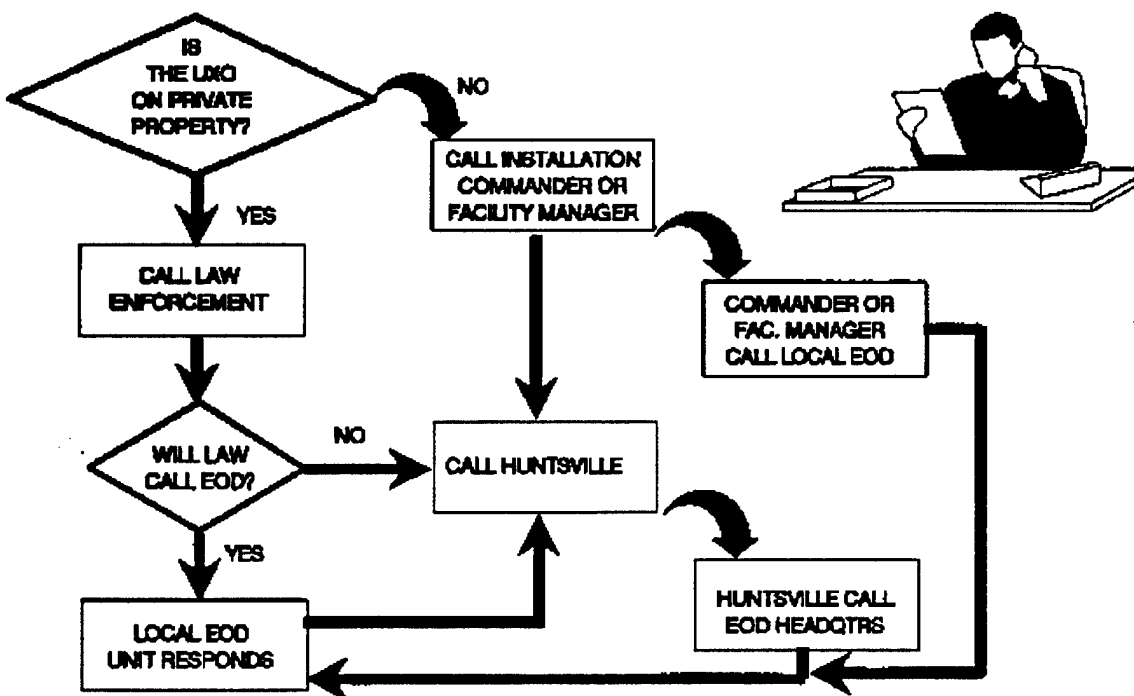 IS
THE UXO
ON PRIVATE
PROPERTY?
NO
CALL INSTALLATION
COMMANDER OR
FACILITY MANAGER
YES
CALL LAW
ENFORCEMENT
COMMANDER OR
FAC. MANAGER
CALL LOCAL EOD
WILL LAW
CALL EOD?
NO
CALL HUNTSVILLE
YES
LOCAL EOD
UNIT RESPONDS
HUNTSVILLE CALL
EOD HEADQTRS